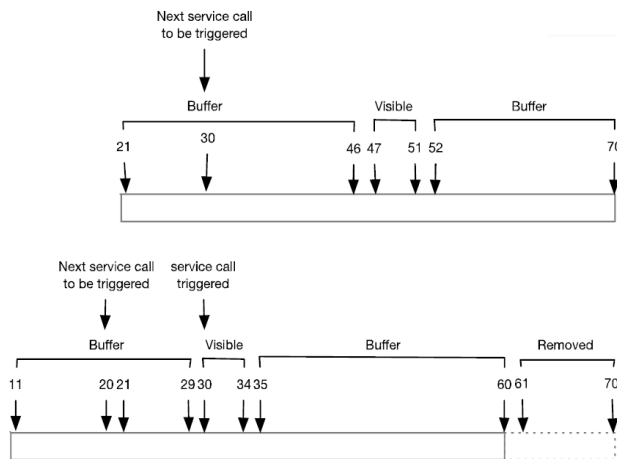 Next service call
to be triggered
Buffer Visible Buffer
21 30 46 47 51 52 70
Next service call service call
to be triggered triggered
Buffer Visible Buffer Removed
11 20 21 29 30 34 35 60 61 70